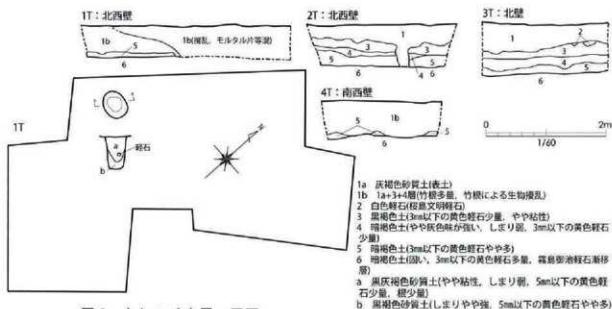 1T：北西壁
2T：北西壁
3T：北壁
1b
5
1b(撹乱、モルタル片等混)
6
1
3
3
5
5
6
4
6
1
2
3
4
5
6
4T：南西壁
5
1b
5
6
0
2m
1/60
1T
a
軽石
b
1a 灰褐色砂質土(表土)
1b 1a+3+4層(竹根多量、竹根による生物擾乱)
2 白色軽石(桜島文明軽石)
3 黒褐色土(3mm以下の黄色軽石少量、やや粘性)
4 暗褐色土(やや灰色味が強い、しまり弱、3mm以下の黄色軽石
少量)
5 暗褐色土(3mm以下の黄色軽石やや多)
6 暗褐色土(固い、3mm以下の黄色軽石多量、霧島御池軽石漸移
層)
a 黒灰褐色砂質土(やや粘性、しまり弱、5mm以下の黄色軽
石少量、根少量)
b 黒褐色砂質土(しまりやや強、5mm以下の黄色軽石やや多)